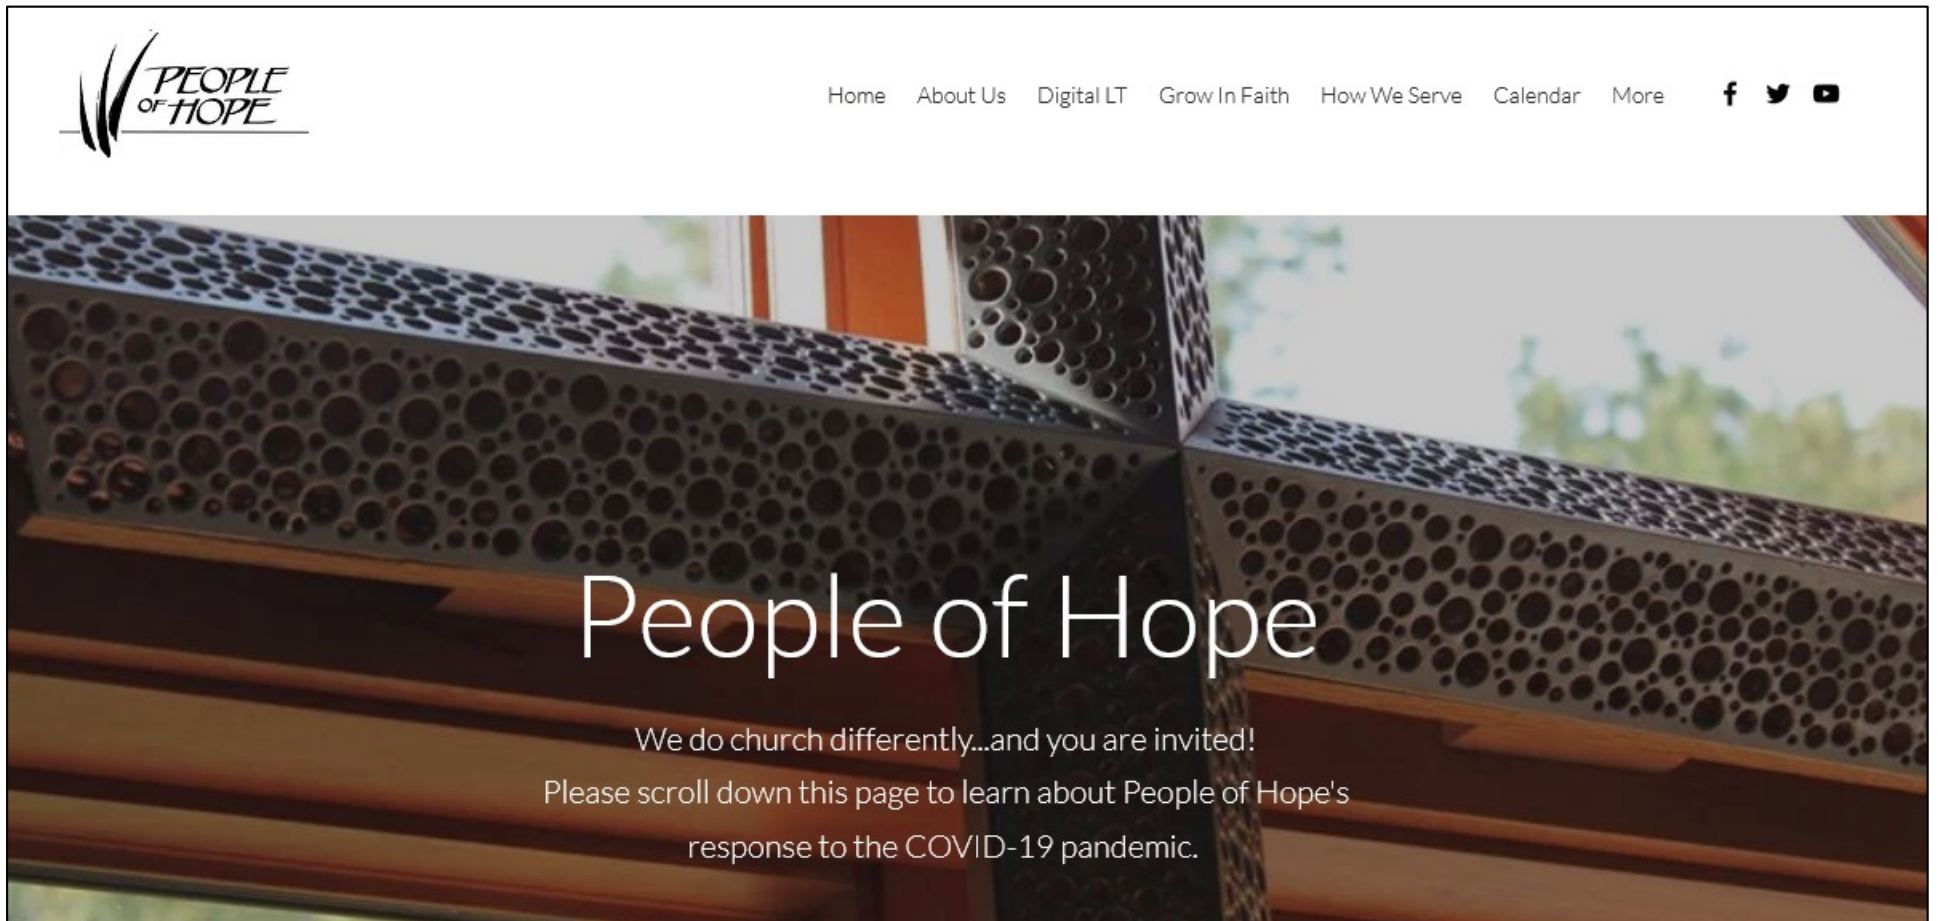 PEOPLE
OF HOPE
Home About Us Digital LT Grow In Faith How We Serve Calendar More
People of Hope
We do church differently...and you are invited!
Please scroll down this page to learn about People of Hope's
response to the COVID-19 pandemic.